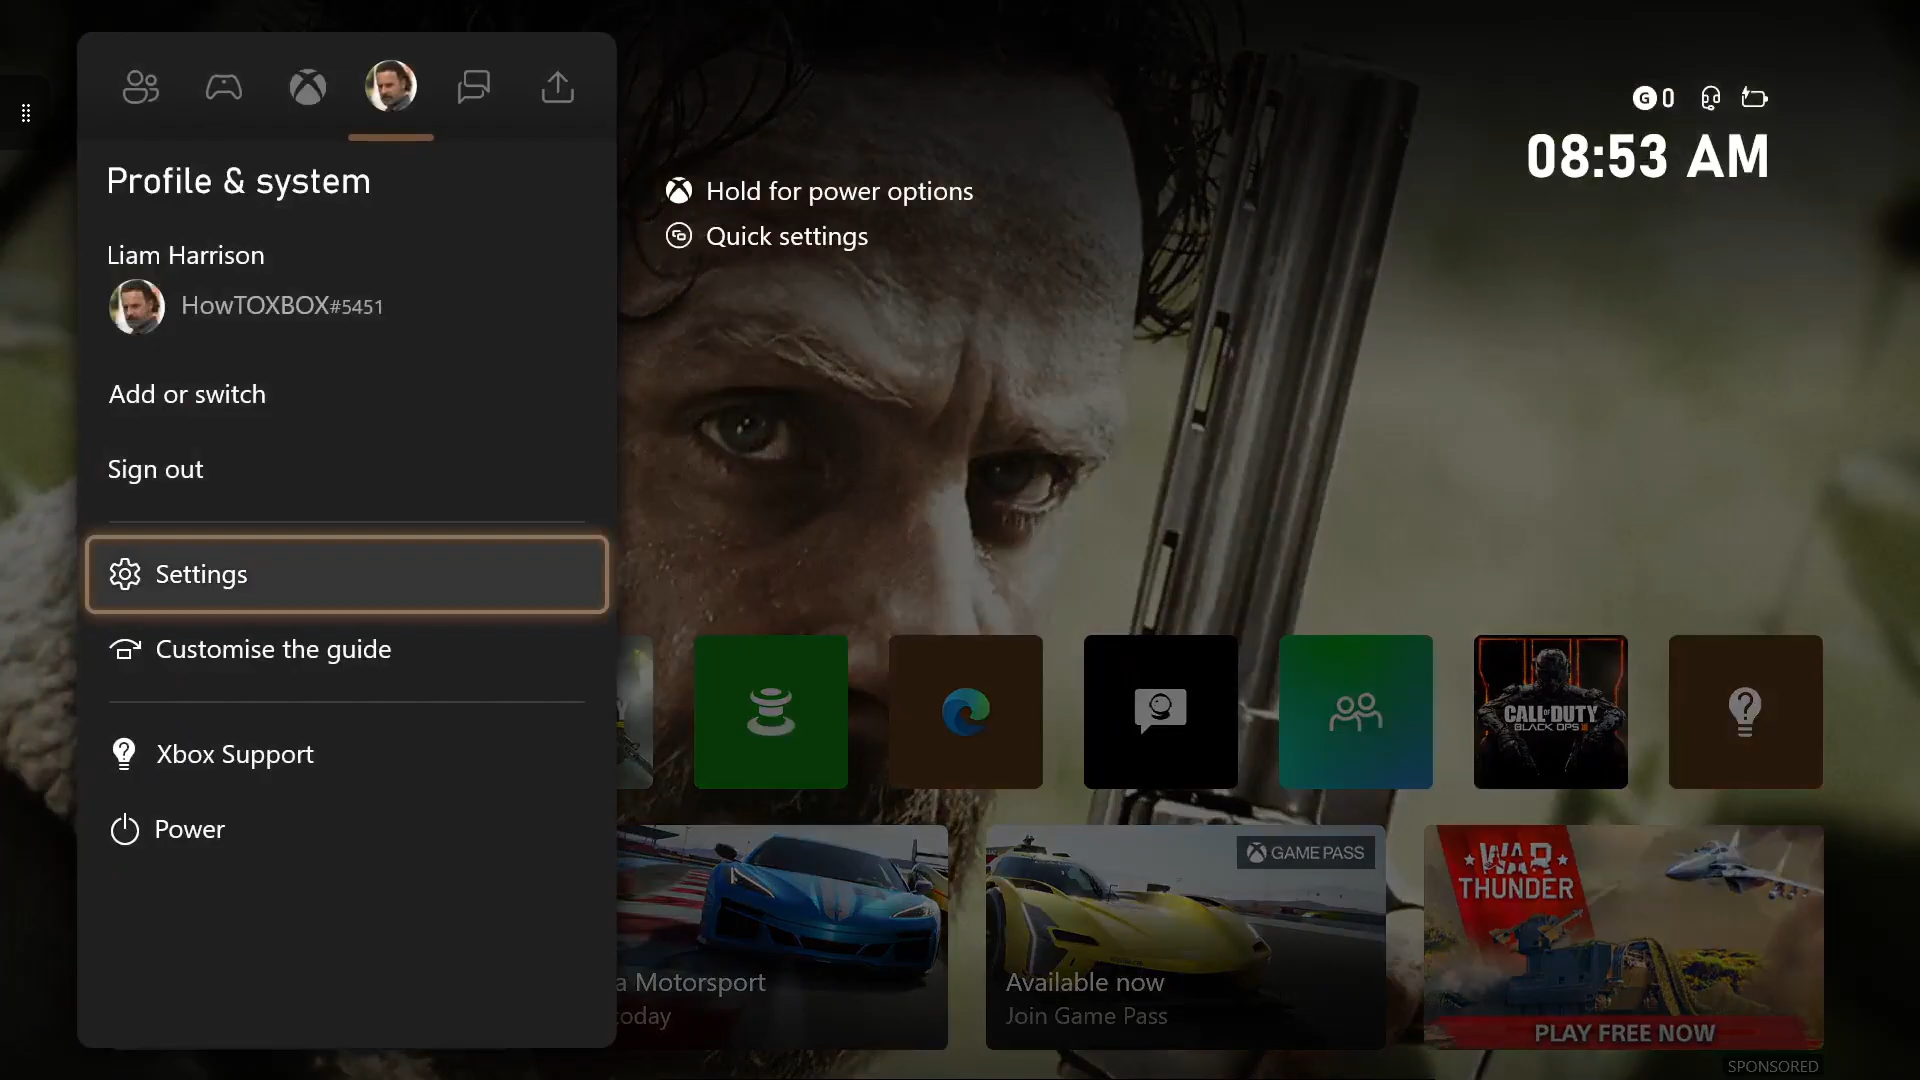 Profile & system
Liam Harrison
HowTOXBOX#5451
Add or switch
Sign out
Settings
Customise the guide
Xbox Support
Power
Hold for power options
Quick settings
G 0
08:53 AM
CALL OF DUTY
BLACK OPS III
a Motorsport
today
GAME PASS
Available now
Join Game Pass
WAR
THUNDER
PLAY FREE NOW
SPONSORED